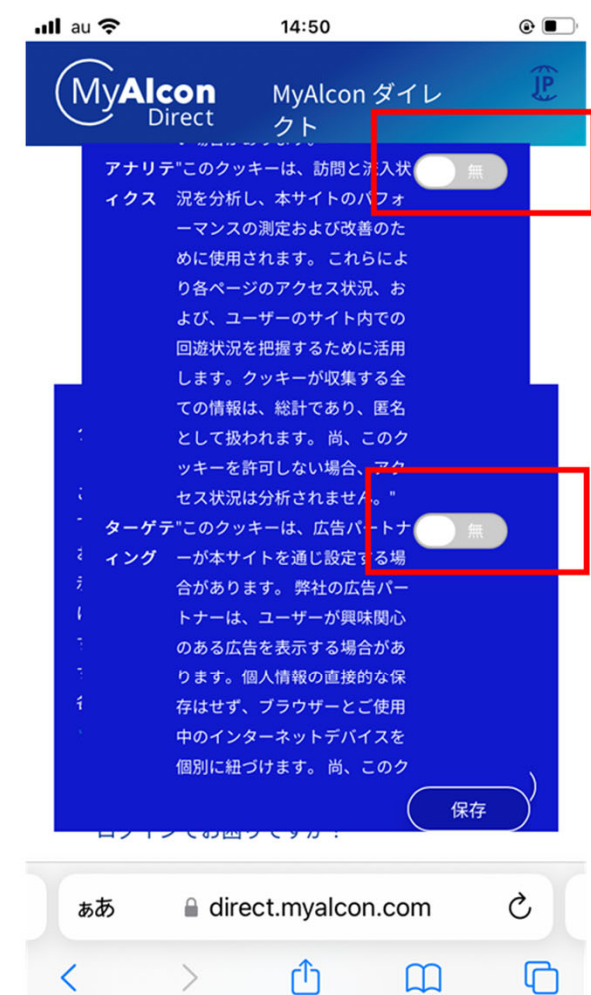 au
14:50
MyAlcon
Direct
MyAlcon ダイレ
クト
JP
アナリテ
ィクス
"このクッキーは、訪問と流入状
況を分析し、本サイトのパフォ
ーマンスの測定および改善のた
めに使用されます。 これらによ
り各ページのアクセス状況、お
よび、ユーザーのサイト内での
回遊状況を把握するために活用
します。クッキーが収集する全
ての情報は、総計であり、匿名
として扱われます。 尚、このク
ッキーを許可しない場合、アク
セス状況は分析されません。"
無
ターゲテ
ィング
"このクッキーは、広告パートナ
ーが本サイトを通じ設定する場
合があります。 弊社の広告パー
トナーは、ユーザーが興味関心
のある広告を表示する場合があ
ります。個人情報の直接的な保
存はせず、ブラウザーとご使用
中のインターネットデバイスを
個別に紐づけます。 尚、このク
無
保存
ログインでお困りですか？
ぁあ
direct.myalcon.com